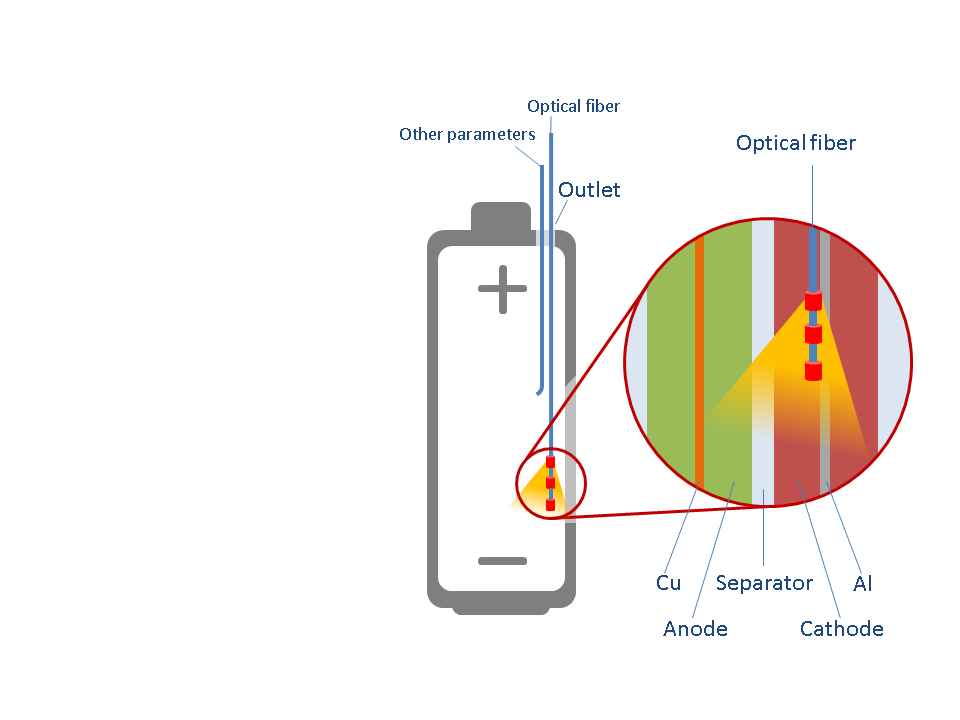 Optical fiber
Other parameters
Optical fiber
Outlet
Cu
Separator
Al
Anode
Cathode